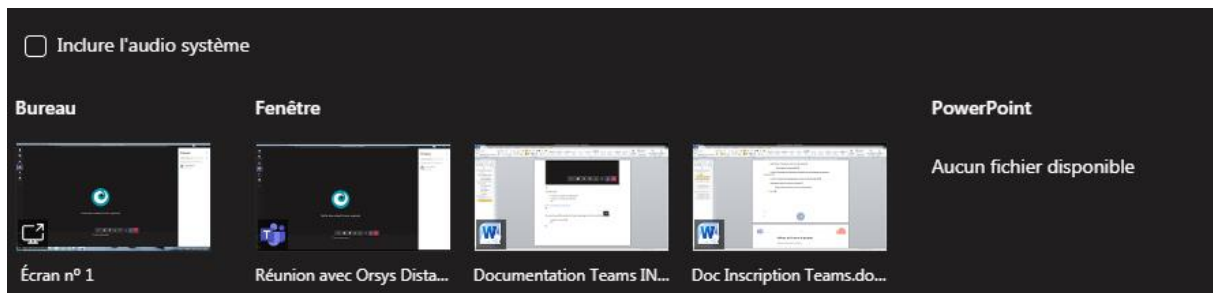 Inclure l'audio système
Bureau
Fenêtre
PowerPoint
Aucun fichier disponible
Écran nº 1
Réunion avec Orsys Dista...
Documentation Teams IN...
Doc Inscription Teams.do...